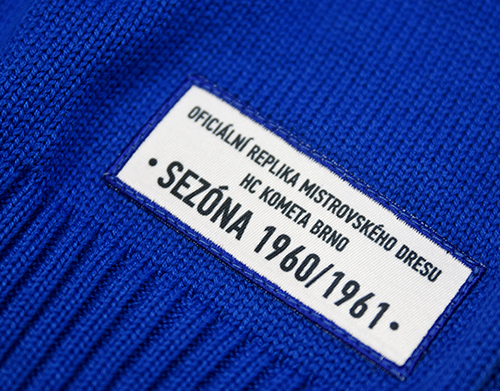 OFICIÁLNÍ REPLIKA MISTROVSKÉHO DRESU
HC KOMETA BRNO
• SEZÓNA 1960/1961 •